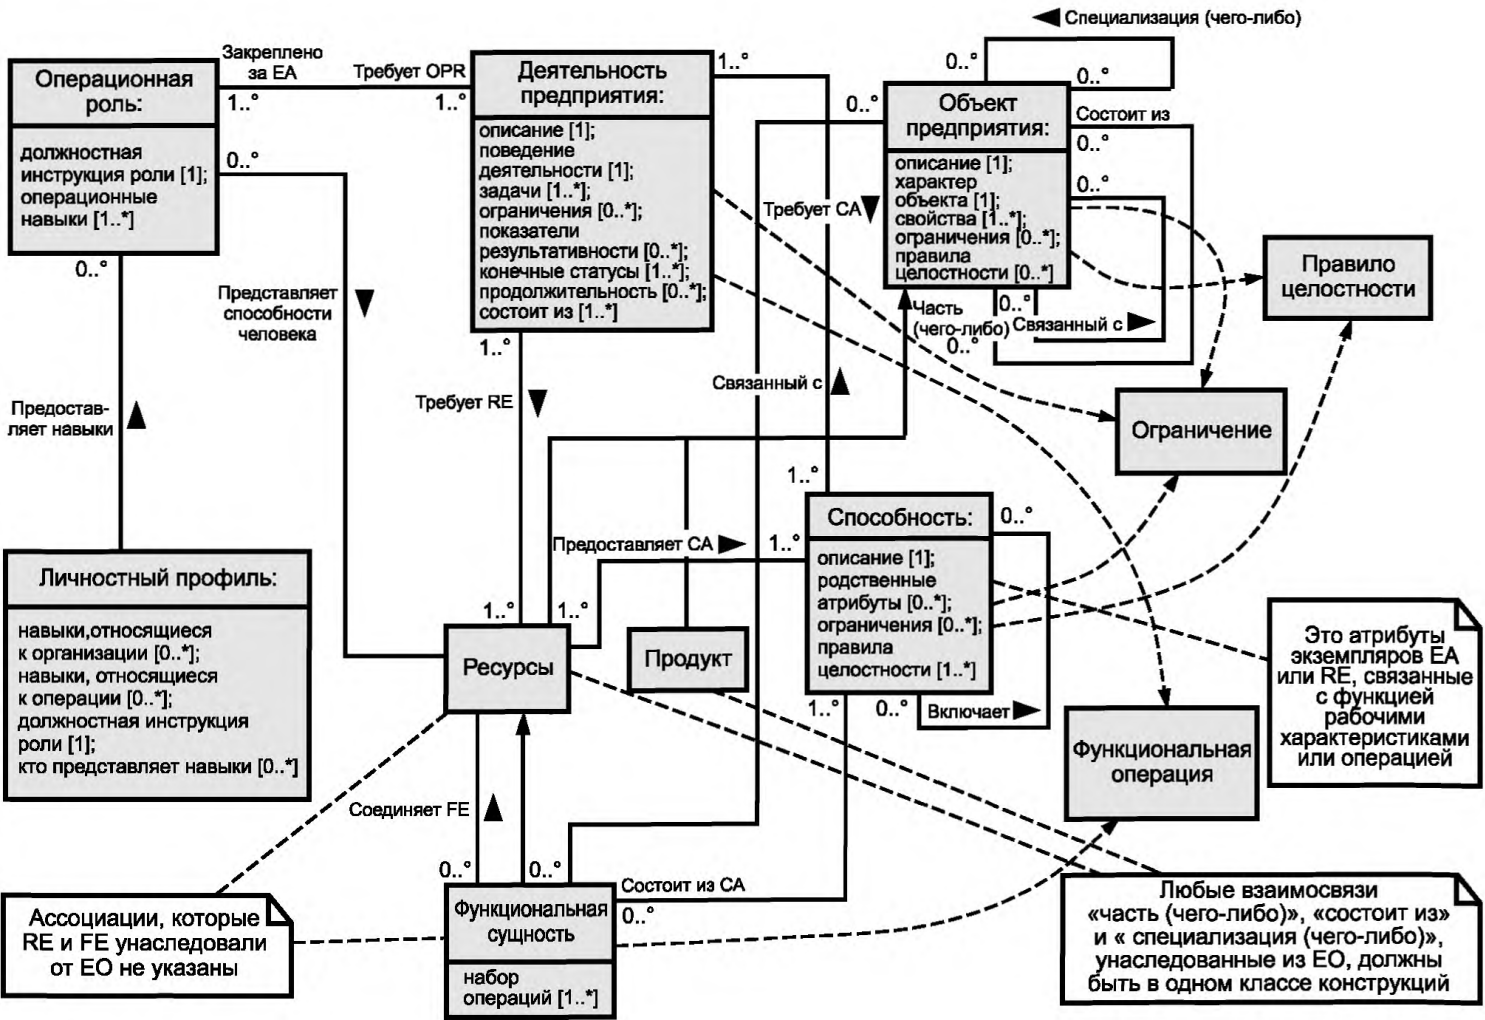 Специализация (чего-либо)
Операционная
роль:
должностная
инструкция роли [1];
операционные
навыки [1..*]
Закреплено
за EA
1..°
Требует OPR
1..°
0..°
0..°
Деятельность
предприятия:
описание [1];
поведение
деятельности [1];
задачи [1..*];
ограничения [0..*];
показатели
результативности [0..*];
конечные статусы [1..*];
продолжительность [0..*];
состоит из [1..*]
1..°
1..°
0..°
0..°
0..°
Объект
предприятия:
описание [1];
характер
объекта [1];
свойства [1..*];
ограничения [0..*];
правила
целостности [0..*]
Состоит из
0..°
0..°
Требует CA
Часть
(чего-либо)
0..°
0..°
Связанный с
Правило
целостности
Ограничение
Представляет
способности
человека
Предостав-
ляет навыки
Требует RE
Связанный с
1..°
Личностный профиль:
навыки,относящиеся
к организации [0..*];
навыки, относящиеся
к операции [0..*];
должностная инструкция
роли [1];
кто представляет навыки [0..*]
Предоставляет CA
1..°
1..°
1..°
Ресурсы
Продукт
Способность:
описание [1];
родственные
атрибуты [0..*];
ограничения [0..*];
правила
целостности [1..*]
0..°
1..°
0..°
Включает
Функциональная
операция
Это атрибуты
экземпляров EA
или RE, связанные
с функцией
рабочими
характеристиками
или операцией
Соединяет FE
0..°
0..°
Функциональная
сущность
набор
операций [1..*]
Состоит из CA
0..°
Ассоциации, которые
RE и FE унаследовали
от EO не указаны
Любые взаимосвязи
«часть (чего-либо)», «состоит из»
и « специализация (чего-либо)»,
унаследованные из EO, должны
быть в одном классе конструкций